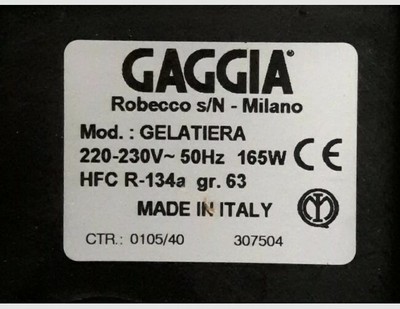 GAGGIA®
Robecco s/N - Milano
Mod. : GELATIERA
220-230V~ 50Hz 165W CE
HFC R-134a gr. 63
MADE IN ITALY
CTR.: 0105/40 307504